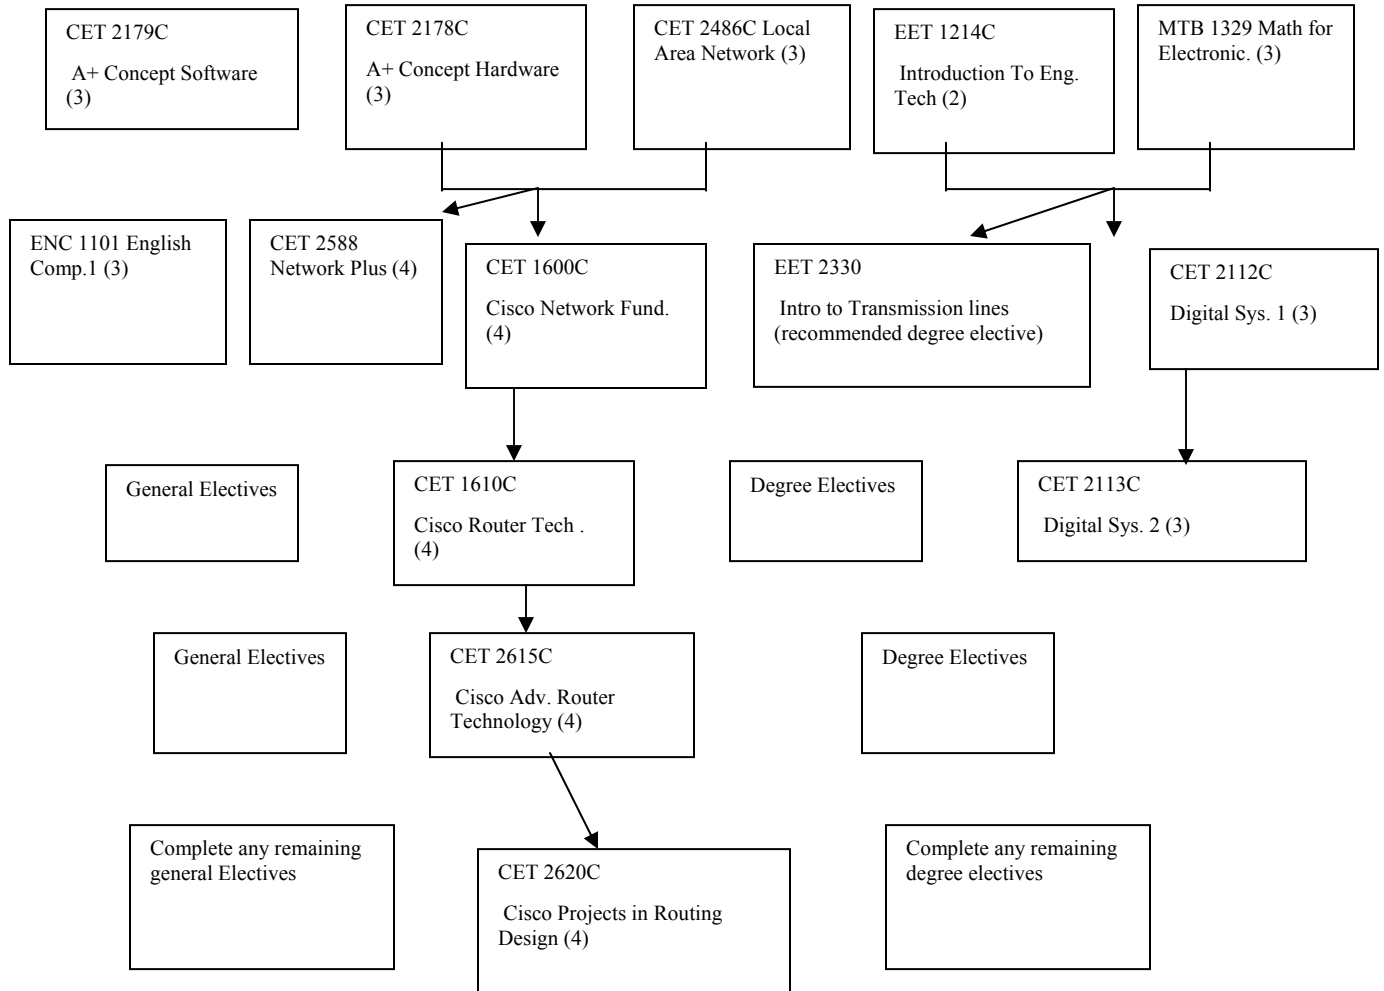 CET 2179C
A+ Concept Software
(3)
CET 2178C
A+ Concept Hardware
(3)
CET 2486C Local
Area Network (3)
EET 1214C
Introduction To Eng.
Tech (2)
MTB 1329 Math for
Electronic. (3)
ENC 1101 English
Comp.1 (3)
CET 2588
Network Plus (4)
CET 1600C
Cisco Network Fund.
(4)
EET 2330
Intro to Transmission lines
(recommended degree elective)
CET 2112C
Digital Sys. 1 (3)
General Electives
CET 1610C
Cisco Router Tech .
(4)
Degree Electives
CET 2113C
Digital Sys. 2 (3)
General Electives
CET 2615C
Cisco Adv. Router
Technology (4)
Degree Electives
Complete any remaining
general Electives
CET 2620C
Cisco Projects in Routing
Design (4)
Complete any remaining
degree electives